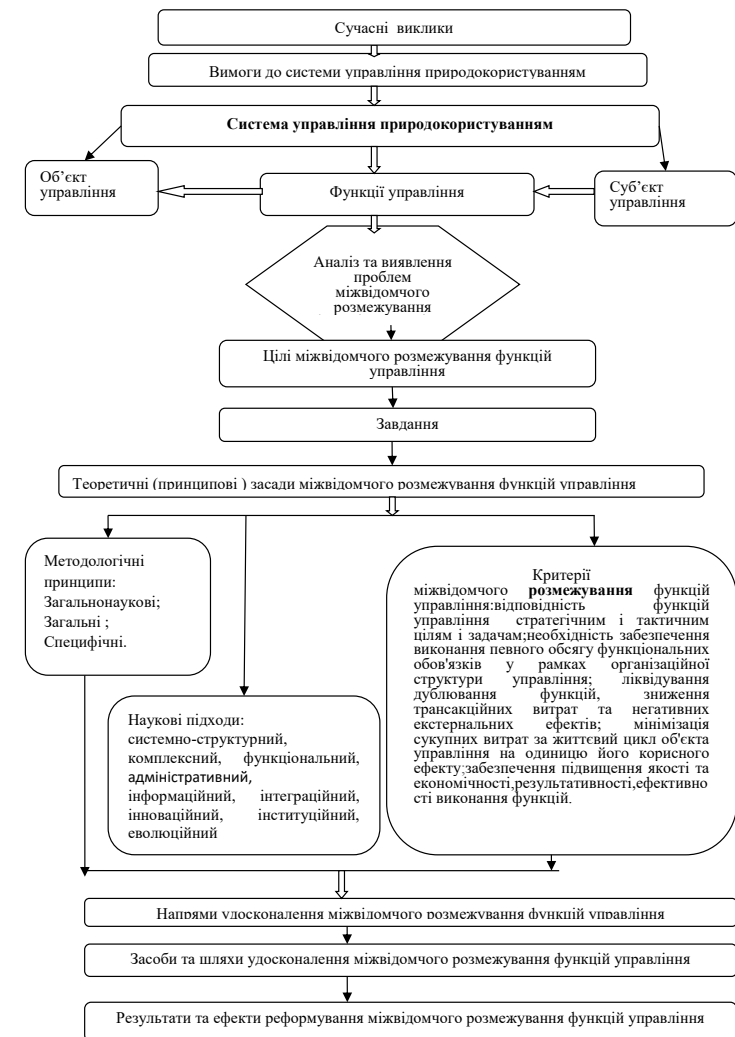 Сучасні виклики
Вимоги до системи управління природокористуванням
Система управління природокористуванням
Об’єкт
управління
Функції управління
Суб’єкт
управління
Аналіз та виявлення
проблем
міжвідомчого
розмежування
Цілі міжвідомчого розмежування функцій
управління
Завдання
Теоретичні (принципові ) засади міжвідомчого розмежування функцій управління
Методологічні
принципи:
Загальнонаукові;
Загальні ;
Специфічні.
Наукові підходи:
системно-структурний,
комплексний, функціональний,
адміністративний,
інформаційний, інтеграційний,
інноваційний, інституційний,
еволюційний
Критерії
міжвідомчого розмежування функцій
управління:відповідність функцій
управління стратегічним і тактичним
цілям і задачам;необхідність забезпечення
виконання певного обсягу функціональних
обов'язків у рамках організаційної
структури управління; ліквідування
дублювання функцій, зниження
трансакційних витрат та негативних
екстернальних ефектів; мінімізація
сукупних витрат за життєвий цикл об'єкта
управління на одиницю його корисного
ефекту;забезпечення підвищення якості та
економічності,результативності,ефективно
сті виконання функцій.
Напрями удосконалення міжвідомчого розмежування функцій управління
Засоби та шляхи удосконалення міжвідомчого розмежування функцій управління
Результати та ефекти реформування міжвідомчого розмежування функцій управління